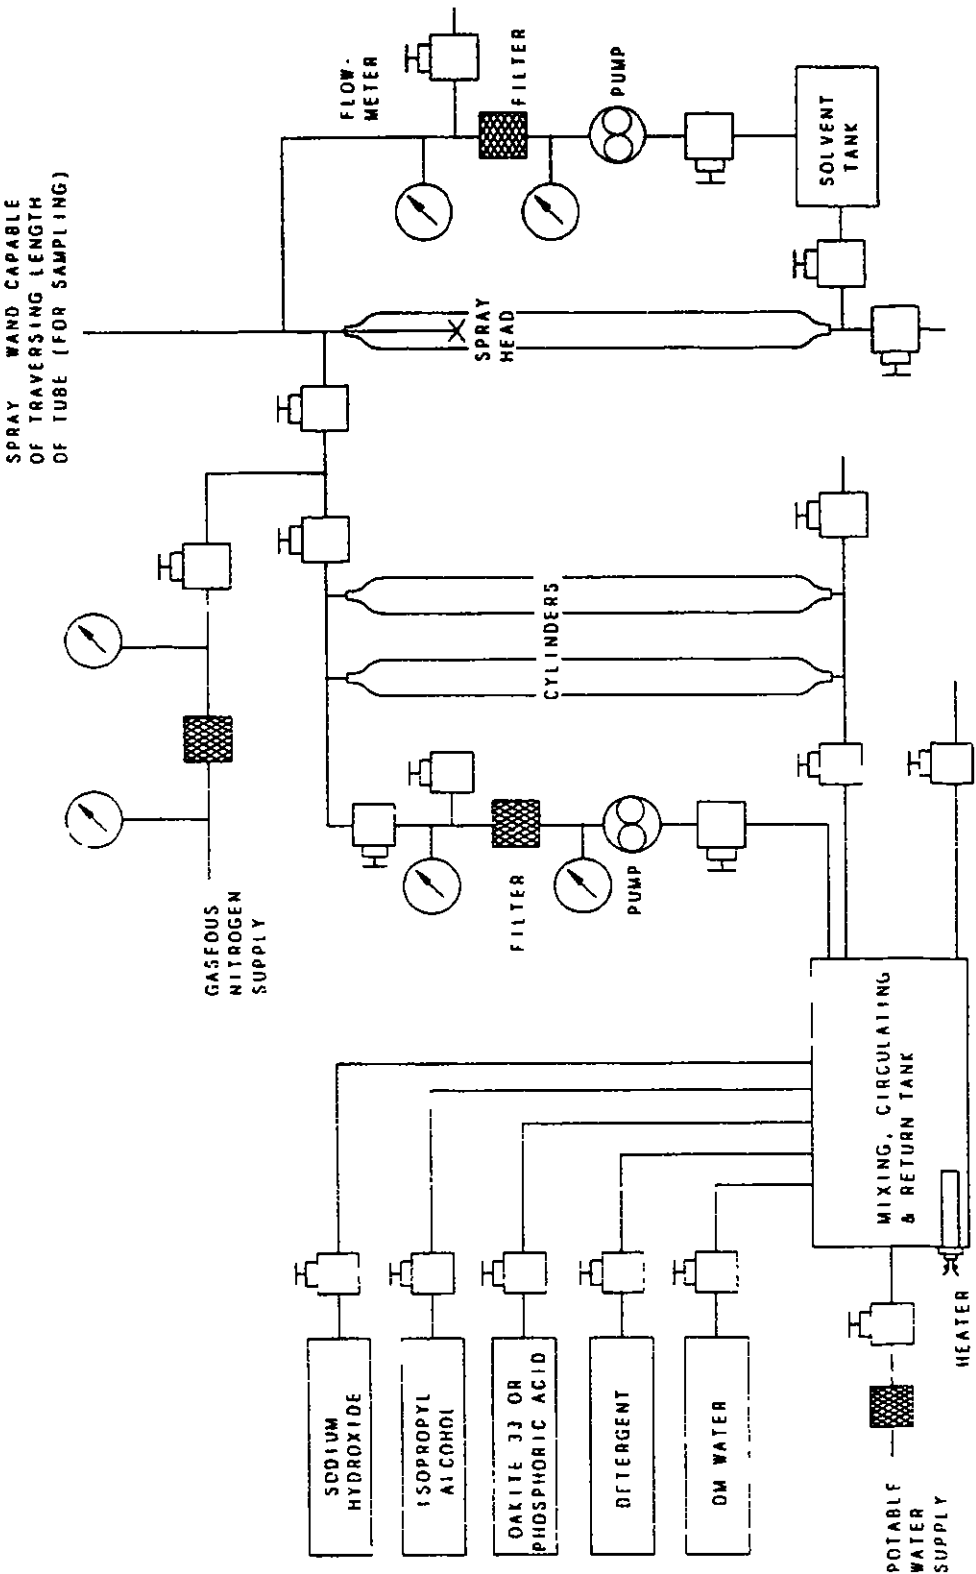 SPRAY WAND CAPABLE
OF TRAVERSING LENGTH
OF TUBE (FOR SAMPLING)
FLOW-
METER
FILTER
PUMP
SOLVENT
TANK
SPRAY
HEAD
CYLINDERS
GASEOUS
NITROGEN
SUPPLY
FILTER
PUMP
MIXING, CIRCULATING
& RETURN TANK
SODIUM
HYDROXIDE
ISOPROPYL
ALCOHOL
OAKITE 33 OR
PHOSPHORIC ACID
DETERGENT
DM WATER
POTABLE
WATER
SUPPLY
HEATER